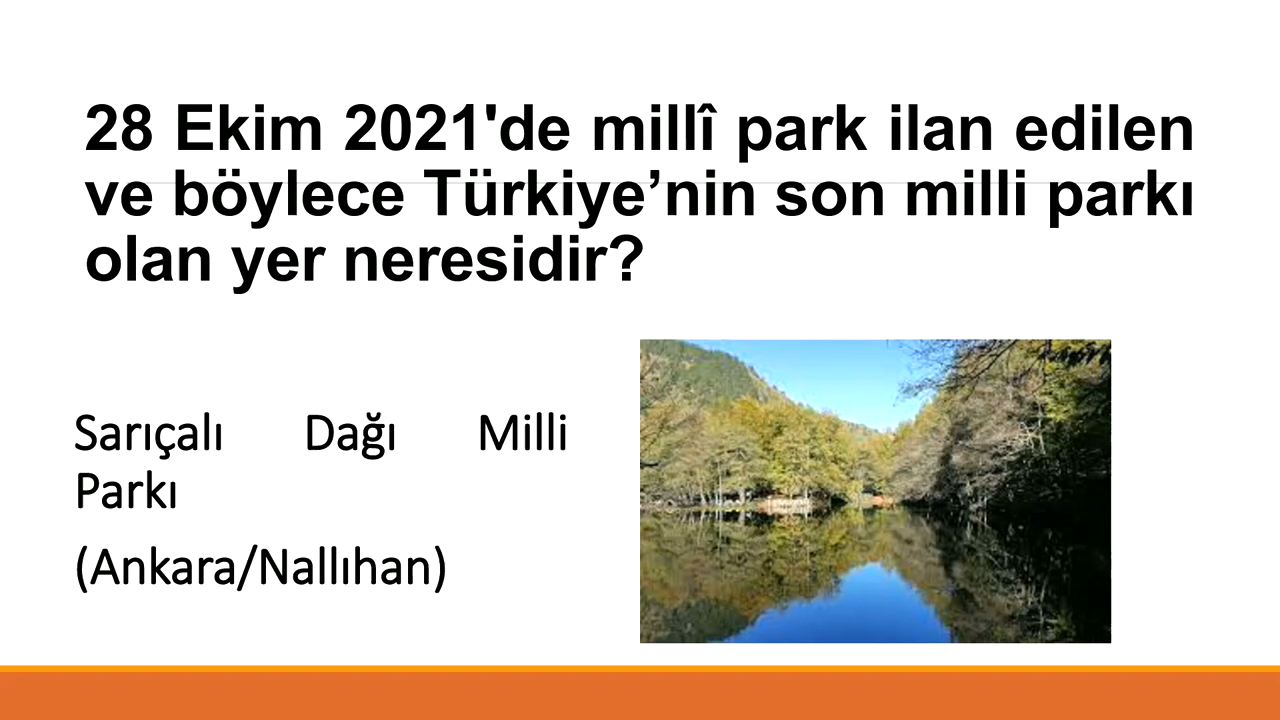 28 Ekim 2021'de millî park ilan edilen
ve böylece Türkiye’nin son milli parkı
olan yer neresidir?
Sarıçalı Dağı Milli
Parkı
(Ankara/Nallıhan)